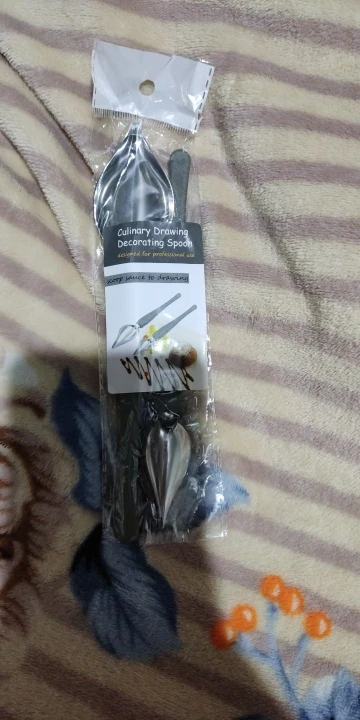 Culinary Drawing
Decorating Spoon
designed for professional use
scoop sauce to drawing